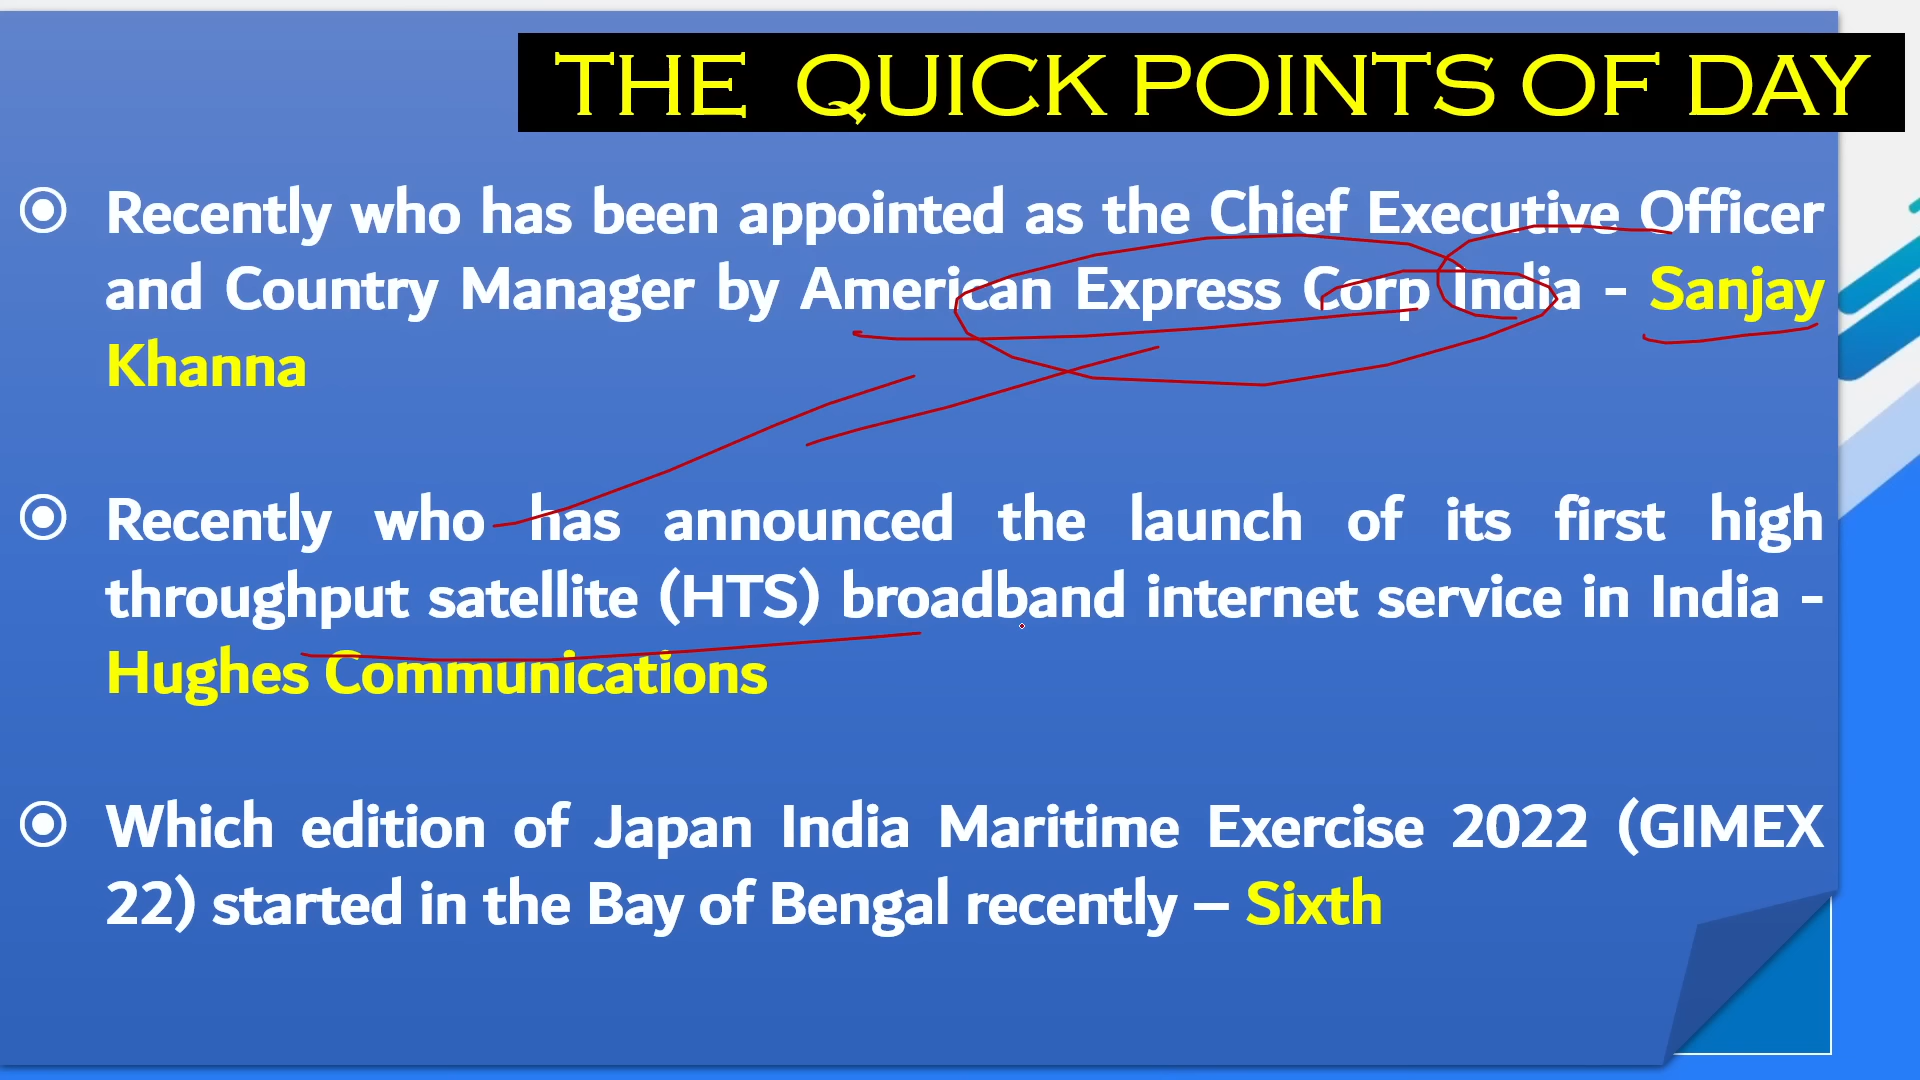 THE QUICK POINTS OF DAY
Recently who has been appointed as the Chief Executive Officer
and Country Manager by American Express Corp India - Sanjay
Khanna
Recently who has announced the launch of its first high
throughput satellite (HTS) broadband internet service in India -
Hughes Communications
Which edition of Japan India Maritime Exercise 2022 (GIMEX
22) started in the Bay of Bengal recently – Sixth